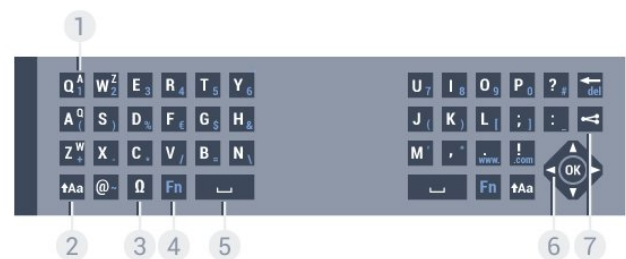 1
Q A 1 W Z 2 E 3 R 4 T 5 Y 6 U 7 I 8 O 9 P 0 ? # del
A Q ( S ) D % F € G $ H & J ( K ) L [ ; ] : _
Z W + X - C * V / B = N \ M ' , " . www. ! .com
Aa @ ~ Ω Fn Fn Aa OK
2 3 4 5 6 7